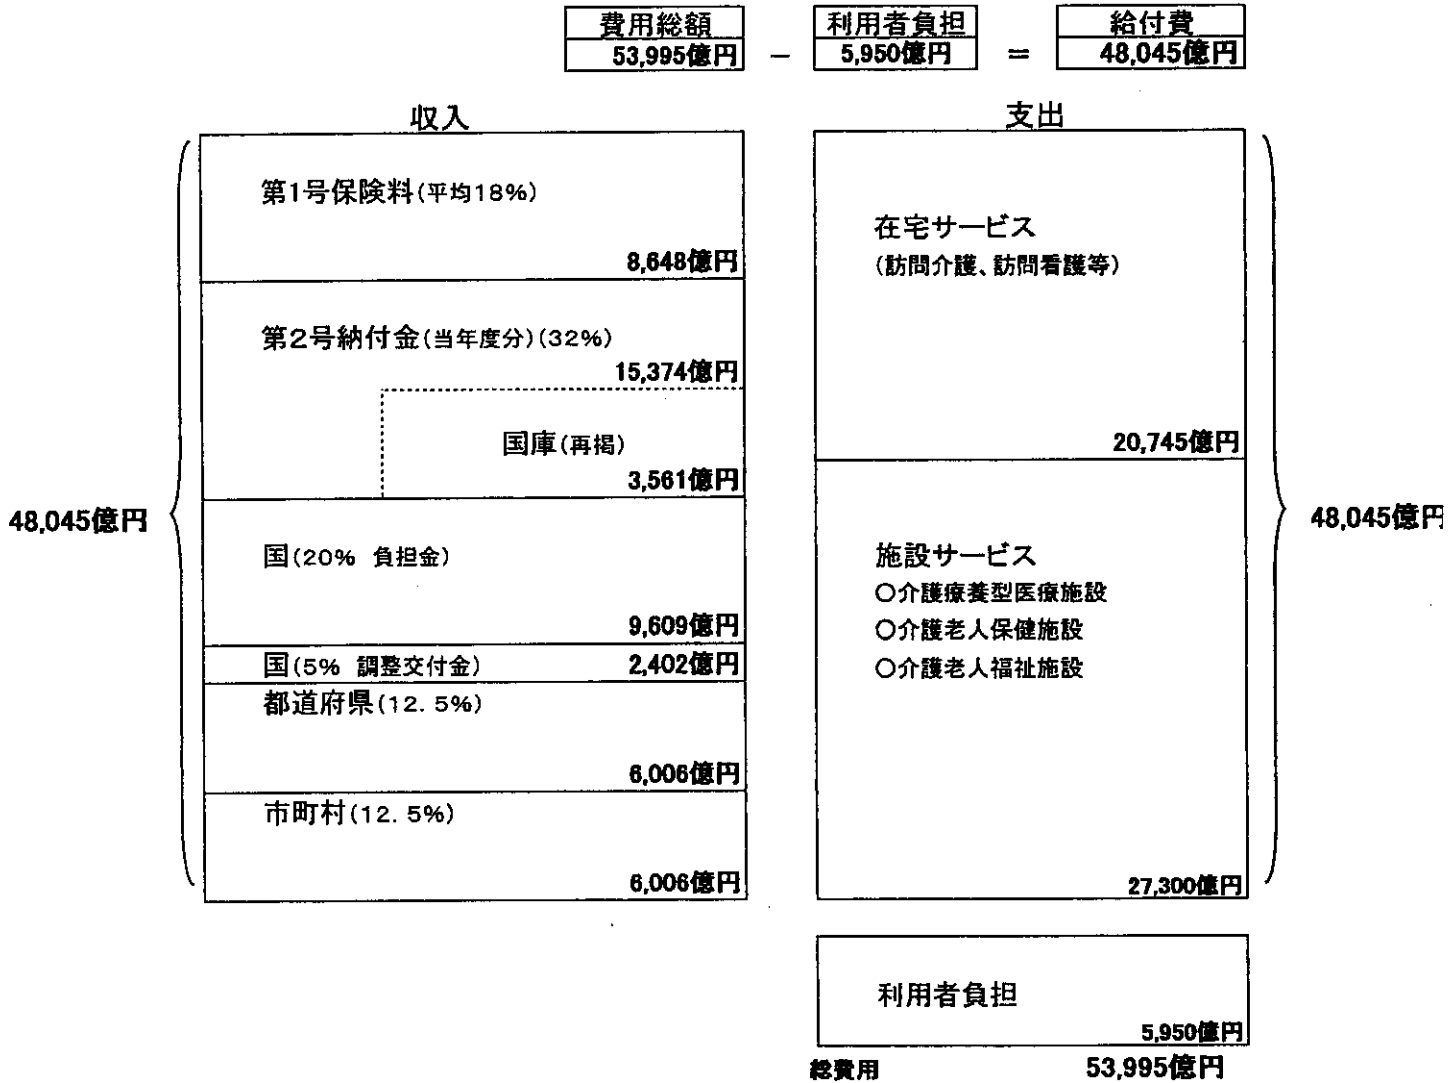 費用総額 利用者負担 給付費
53,995億円 － 5,950億円 ＝ 48,045億円
収入
第1号保険料(平均18%)
8,648億円
第2号納付金(当年度分)(32%)
15,374億円
国庫(再掲)
3,561億円
国(20% 負担金)
9,609億円
国(5% 調整交付金) 2,402億円
都道府県(12.5%)
6,006億円
市町村(12.5%)
6,006億円
48,045億円
支出
在宅サービス
(訪問介護、訪問看護等)
20,745億円
施設サービス
○介護療養型医療施設
○介護老人保健施設
○介護老人福祉施設
27,300億円
48,045億円
利用者負担
5,950億円
総費用 53,995億円